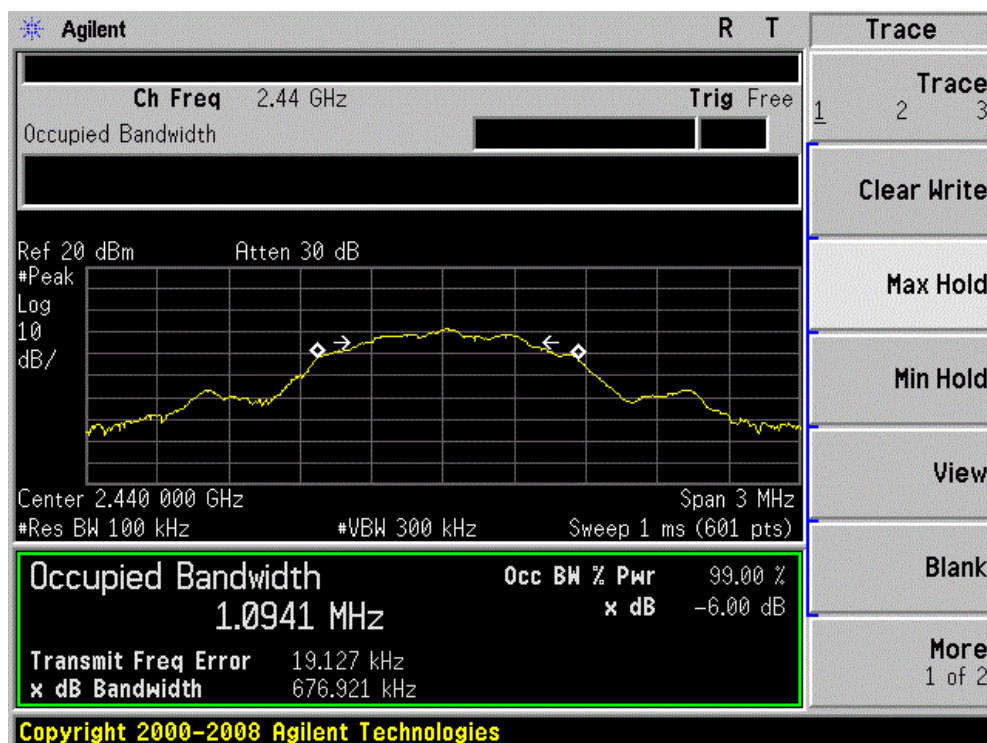 Agilent R T
Ch Freq 2.44 GHz Trig Free
Occupied Bandwidth
Ref 20 dBm Atten 30 dB
#Peak
Log
10
dB/
Center 2.440 000 GHz Span 3 MHz
#Res BW 100 kHz #VBW 300 kHz Sweep 1 ms (601 pts)
Occupied Bandwidth
1.0941 MHz
Occ BW % Pwr 99.00 %
x dB -6.00 dB
Transmit Freq Error 19.127 kHz
x dB Bandwidth 676.921 kHz
Copyright 2000-2008 Agilent Technologies
Trace
Trace
1 2 3
Clear Write
Max Hold
Min Hold
View
Blank
More
1 of 2